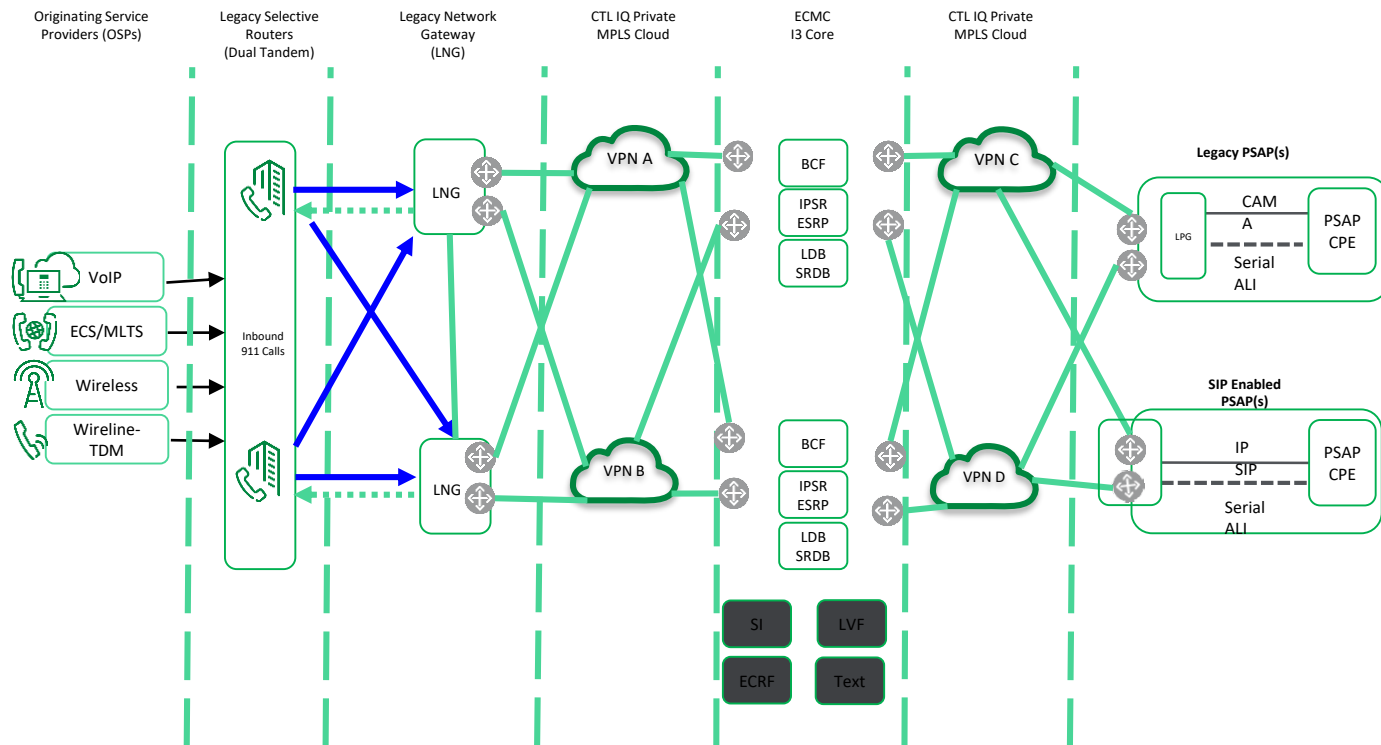 Originating Service
Providers (OSPs)
Legacy Selective
Routers
(Dual Tandem)
Legacy Network
Gateway
(LNG)
CTL IQ Private
MPLS Cloud
ECMC
I3 Core
CTL IQ Private
MPLS Cloud
VoIP
ECS/MLTS
Wireless
Wireline-
TDM
Inbound
911 Calls
LNG
LNG
VPN A
VPN B
BCF
IPSR
ESRP
LDB
SRDB
BCF
IPSR
ESRP
LDB
SRDB
SI
LVF
ECRF
Text
VPN C
VPN D
Legacy PSAP(s)
LPG
CAM
A
Serial
ALI
PSAP
CPE
SIP Enabled
PSAP(s)
IP
SIP
Serial
ALI
PSAP
CPE